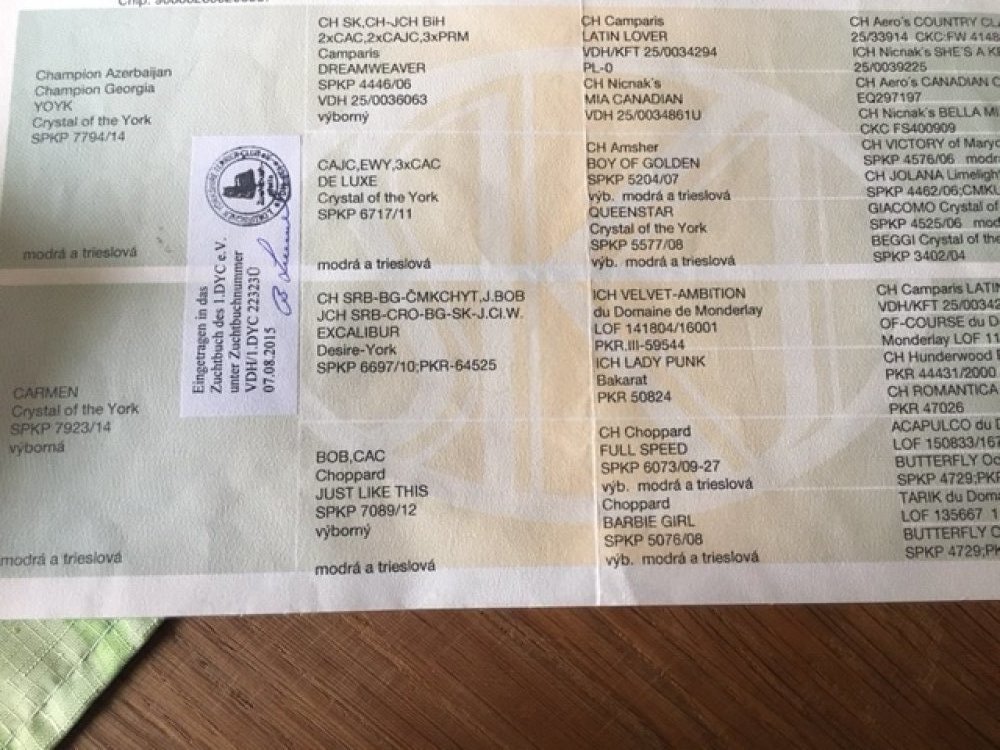 Champion Azerbaijan
Champion Georgia
YOYK
Crystal of the York
SPKP 7794/14
modrá a trieslová
CARMEN
Crystal of the York
SPKP 7923/14
výborná
modrá a trieslová
Eingetragen in das
Zuchtbuch des 1.DYC e.V.
unter Zuchtbuchnummer
VDH/1.DYC 22323Ü
07.08.2015
CH SK,CH-JCH BiH
2xCAC,2xCAJC,3xPRM
Camparis
DREAMWEAVER
SPKP 4446/06
VDH 25/0036063
výborný
CAJC,EWY,3xCAC
DE LUXE
Crystal of the York
SPKP 6717/11
modrá a trieslová
CH SRB-BG-ČMKCHYT,J.BOB
JCH SRB-CRO-BG-SK-J.CI.W.
EXCALIBUR
Desire-York
SPKP 6697/10;PKR-64525
BOB,CAC
Choppard
JUST LIKE THIS
SPKP 7089/12
výborný
modrá a trieslová
CH Camparis
LATIN LOVER
VDH/KFT 25/0034294
PL-0
CH Nicnak's
MIA CANADIAN
VDH 25/0034861U
CH Amsher
BOY OF GOLDEN
SPKP 5204/07
výb. modrá a trieslová
QUEENSTAR
Crystal of the York
SPKP 5577/08
výb. modrá a trieslová
ICH VELVET-AMBITION
du Domaine de Monderlay
LOF 141804/16001
PKR.III-59544
ICH LADY PUNK
Bakarat
PKR 50824
CH Choppard
FULL SPEED
SPKP 6073/09-27
výb. modrá a trieslová
Choppard
BARBIE GIRL
SPKP 5076/08
výb. modrá a trieslová
CH Aero's COUNTRY
25/33914 CKC:FW
ICH Nicnak's SHE'S A
25/0039225
CH Aero's CANADIAN
EQ297197
CH Nicnak's BELLA
CKC FS400909
CH VICTORY of
SPKP 4576/06
CH JOLANA Limelight
SPKP 4462/06;
GIACOMO Crystal of
SPKP 4525/06
BEGGI Crystal of
SPKP 3402/04
CH Camparis
VDH/KFT
OF-COURSE du
Monderlay LOF
CH Hunderwood
PKR 44431/2000
CH ROMANTICA
PKR 47026
ACAPULCO du
LOF
BUTTERFLY
SPKP 4729;
TARIK du
LOF 135667
BUTTERFLY
SPKP 4729;